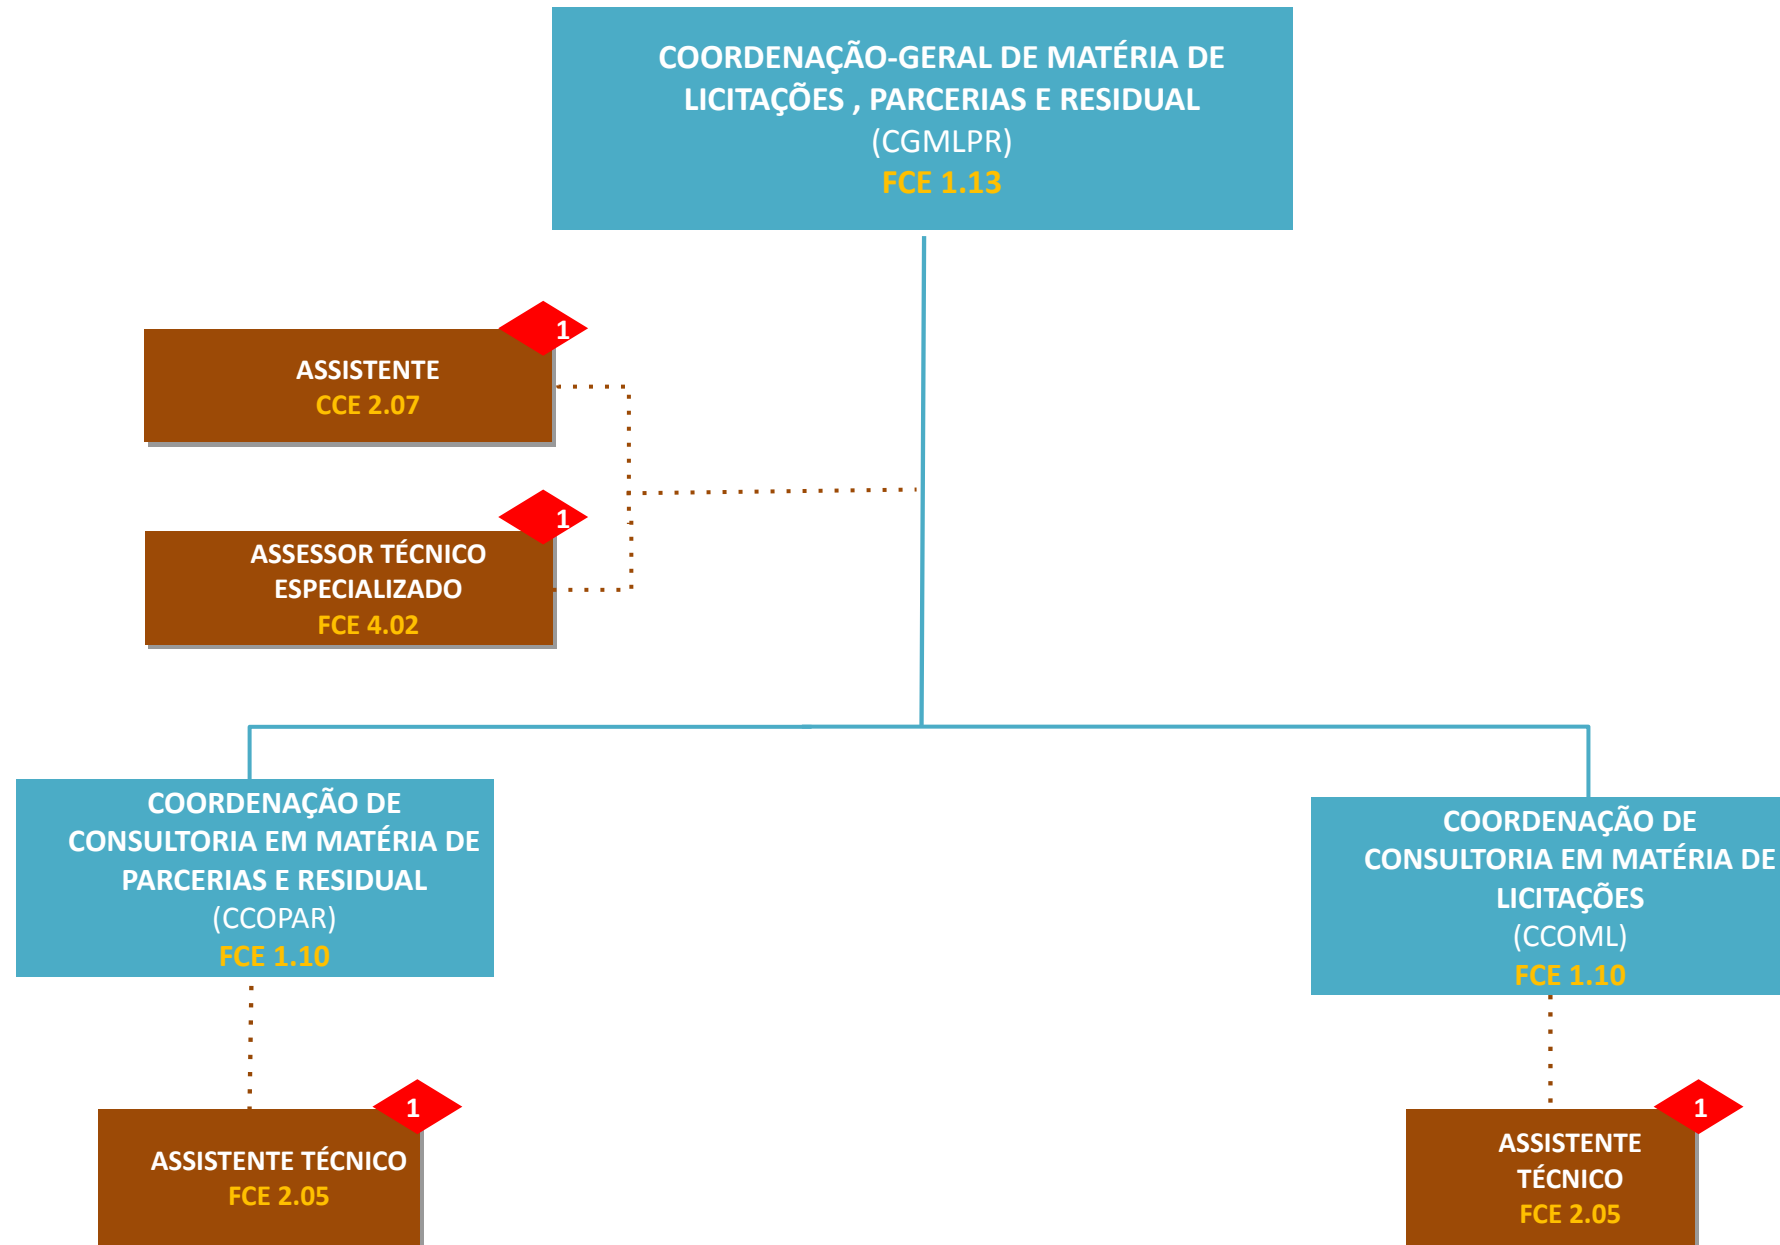 COORDENAÇÃO-GERAL DE MATÉRIA DE
LICITAÇÕES , PARCERIAS E RESIDUAL
(CGMLPR)
FCE 1.13
1
ASSISTENTE
CCE 2.07
1
ASSESSOR TÉCNICO
ESPECIALIZADO
FCE 4.02
COORDENAÇÃO DE
CONSULTORIA EM MATÉRIA DE
PARCERIAS E RESIDUAL
(CCOPAR)
FCE 1.10
COORDENAÇÃO DE
CONSULTORIA EM MATÉRIA DE
LICITAÇÕES
(CCOML)
FCE 1.10
1
ASSISTENTE TÉCNICO
FCE 2.05
1
ASSISTENTE
TÉCNICO
FCE 2.05